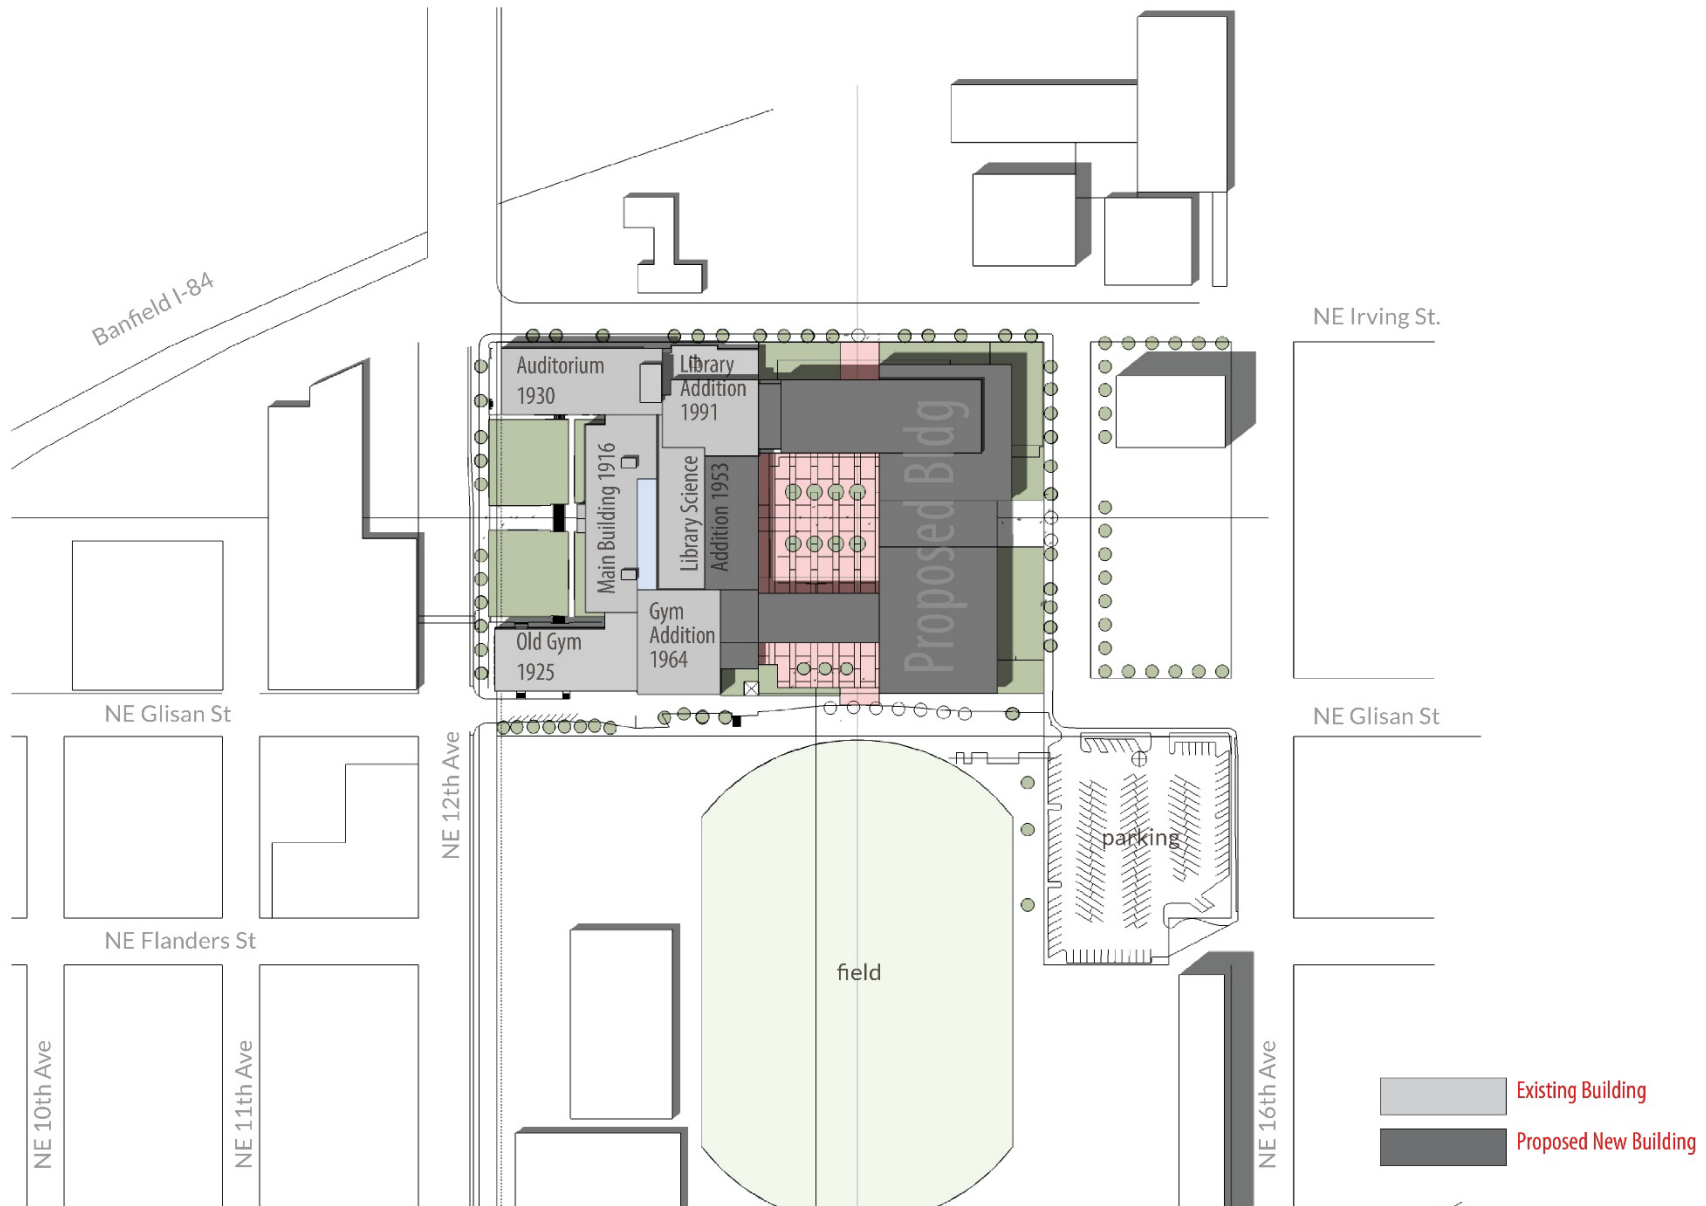 Banfield I-84
NE Irving St.
Auditorium
1930
Library
Addition
1991
Main Building 1916
Library Science
Addition 1953
Proposed Bldg
Old Gym
1925
Gym
Addition
1964
NE Glisan St
NE Glisan St
NE 12th Ave
parking
NE Flanders St
field
NE 10th Ave
NE 11th Ave
NE 16th Ave
Existing Building
Proposed New Building